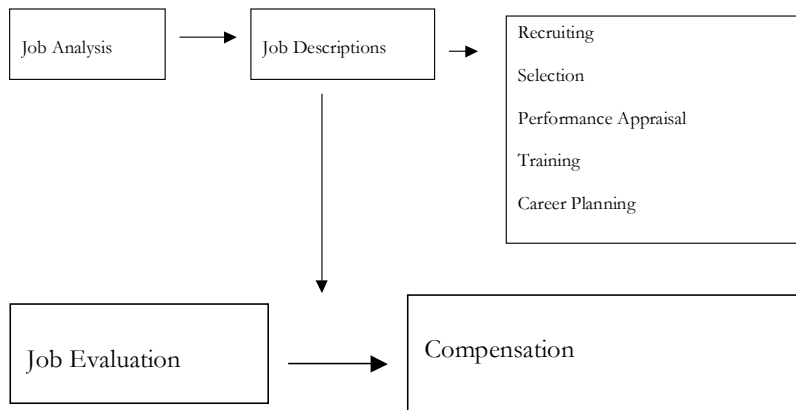 Job Analysis
Job Descriptions
Recruiting
Selection
Performance Appraisal
Training
Career Planning
Job Evaluation
Compensation